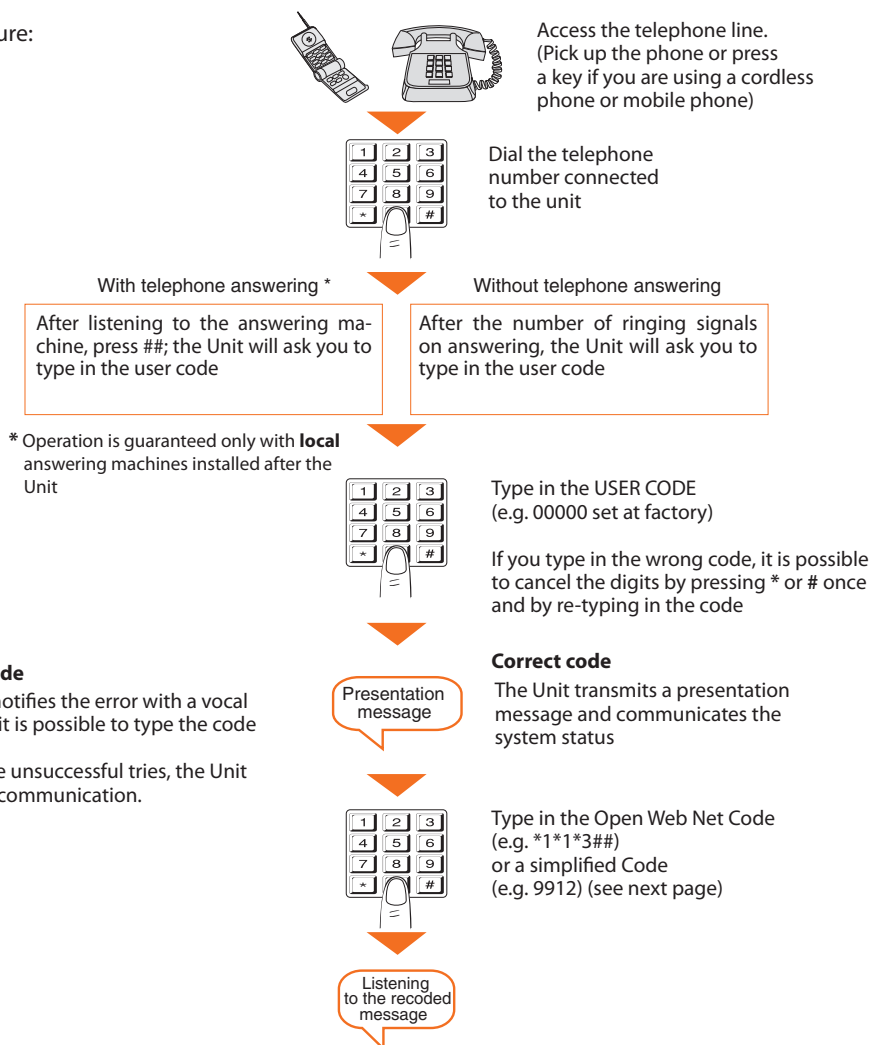 ure:
Access the telephone line.
(Pick up the phone or press
a key if you are using a cordless
phone or mobile phone)
1 2 3
4 5 6
7 8 9
* #
Dial the telephone
number connected
to the unit
With telephone answering *
Without telephone answering
After listening to the answering ma-
chine, press ##; the Unit will ask you to
type in the user code
After the number of ringing signals
on answering, the Unit will ask you to
type in the user code
* Operation is guaranteed only with local
answering machines installed after the
Unit
1 2 3
4 5 6
7 8 9
* #
Type in the USER CODE
(e.g. 00000 set at factory)
If you type in the wrong code, it is possible
to cancel the digits by pressing * or # once
and by re-typing in the code
de
notifies the error with a vocal
it is possible to type the code
e unsuccessful tries, the Unit
communication.
Presentation
message
Correct code
The Unit transmits a presentation
message and communicates the
system status
1 2 3
4 5 6
7 8 9
* #
Type in the Open Web Net Code
(e.g. *1*1*3##)
or a simplified Code
(e.g. 9912) (see next page)
Listening
to the recoded
message